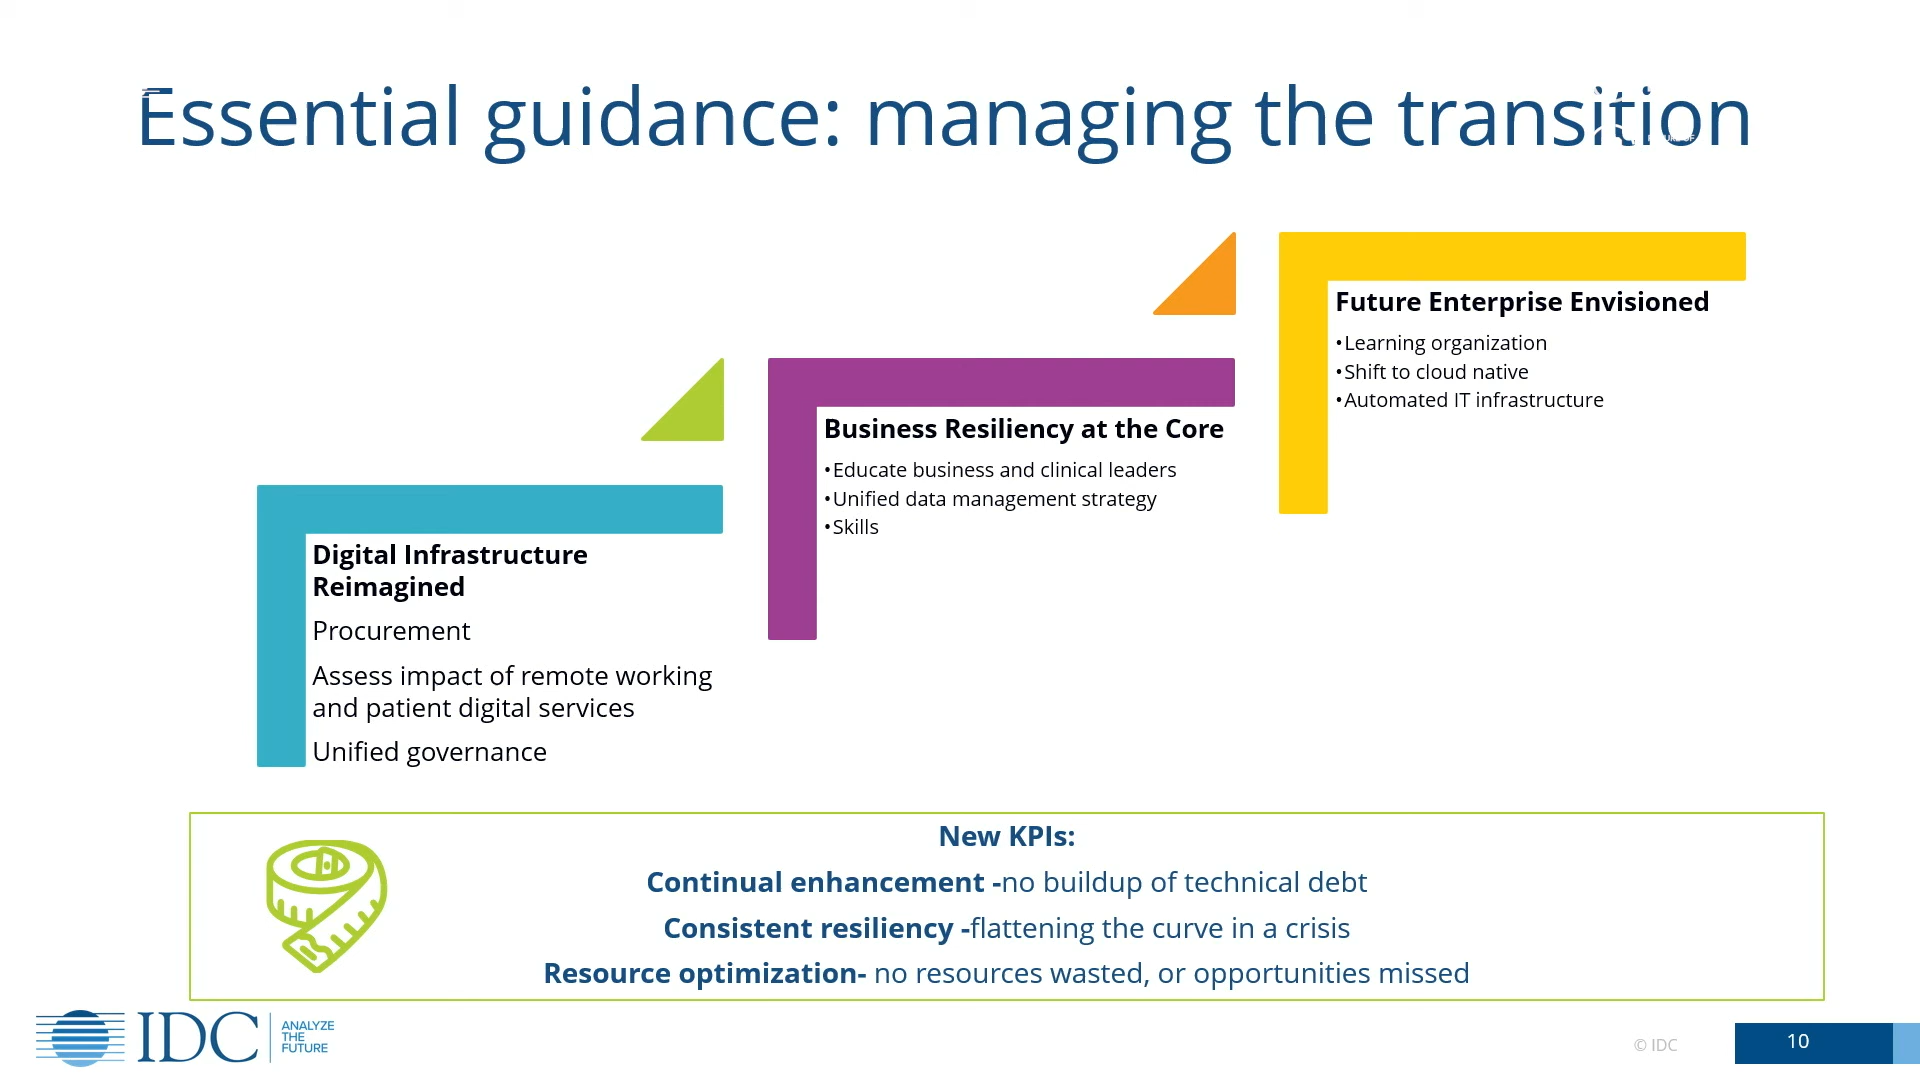 Essential guidance: managing the transition
Future Enterprise Envisioned
•Learning organization
•Shift to cloud native
•Automated IT infrastructure
Business Resiliency at the Core
•Educate business and clinical leaders
•Unified data management strategy
•Skills
Digital Infrastructure
Reimagined
Procurement
Assess impact of remote working
and patient digital services
Unified governance
New KPIs:
Continual enhancement -no buildup of technical debt
Consistent resiliency -flattening the curve in a crisis
Resource optimization- no resources wasted, or opportunities missed
IDC
ANALYZE
THE
FUTURE
© IDC
10